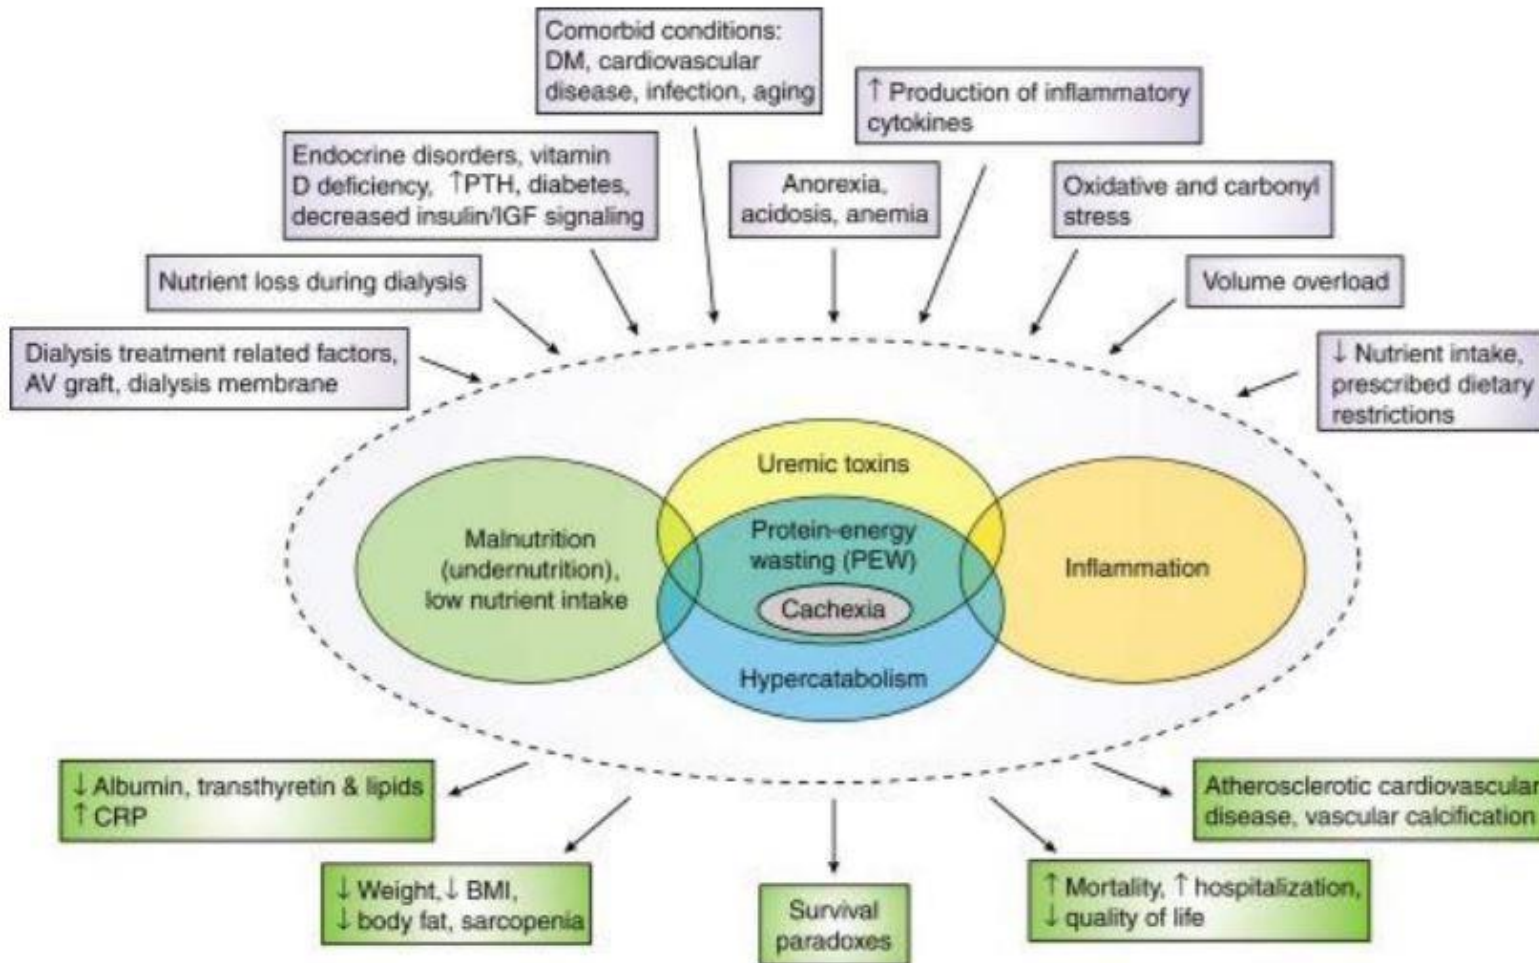 Comorbid conditions:
DM, cardiovascular
disease, infection, aging
↑ Production of inflammatory
cytokines
Endocrine disorders, vitamin
D deficiency, ↑PTH, diabetes,
decreased insulin/IGF signaling
Anorexia,
acidosis, anemia
Oxidative and carbonyl
stress
Nutrient loss during dialysis
Volume overload
Dialysis treatment related factors,
AV graft, dialysis membrane
↓ Nutrient intake,
prescribed dietary
restrictions
Uremic toxins
Malnutrition
(undernutrition),
low nutrient intake
Protein-energy
wasting (PEW)
Cachexia
Inflammation
Hypercatabolism
↓ Albumin, transthyretin & lipids
↑ CRP
Atherosclerotic cardiovascular
disease, vascular calcification
↓ Weight,↓ BMI,
↓ body fat, sarcopenia
Survival
paradoxes
↑ Mortality, ↑ hospitalization,
↓ quality of life